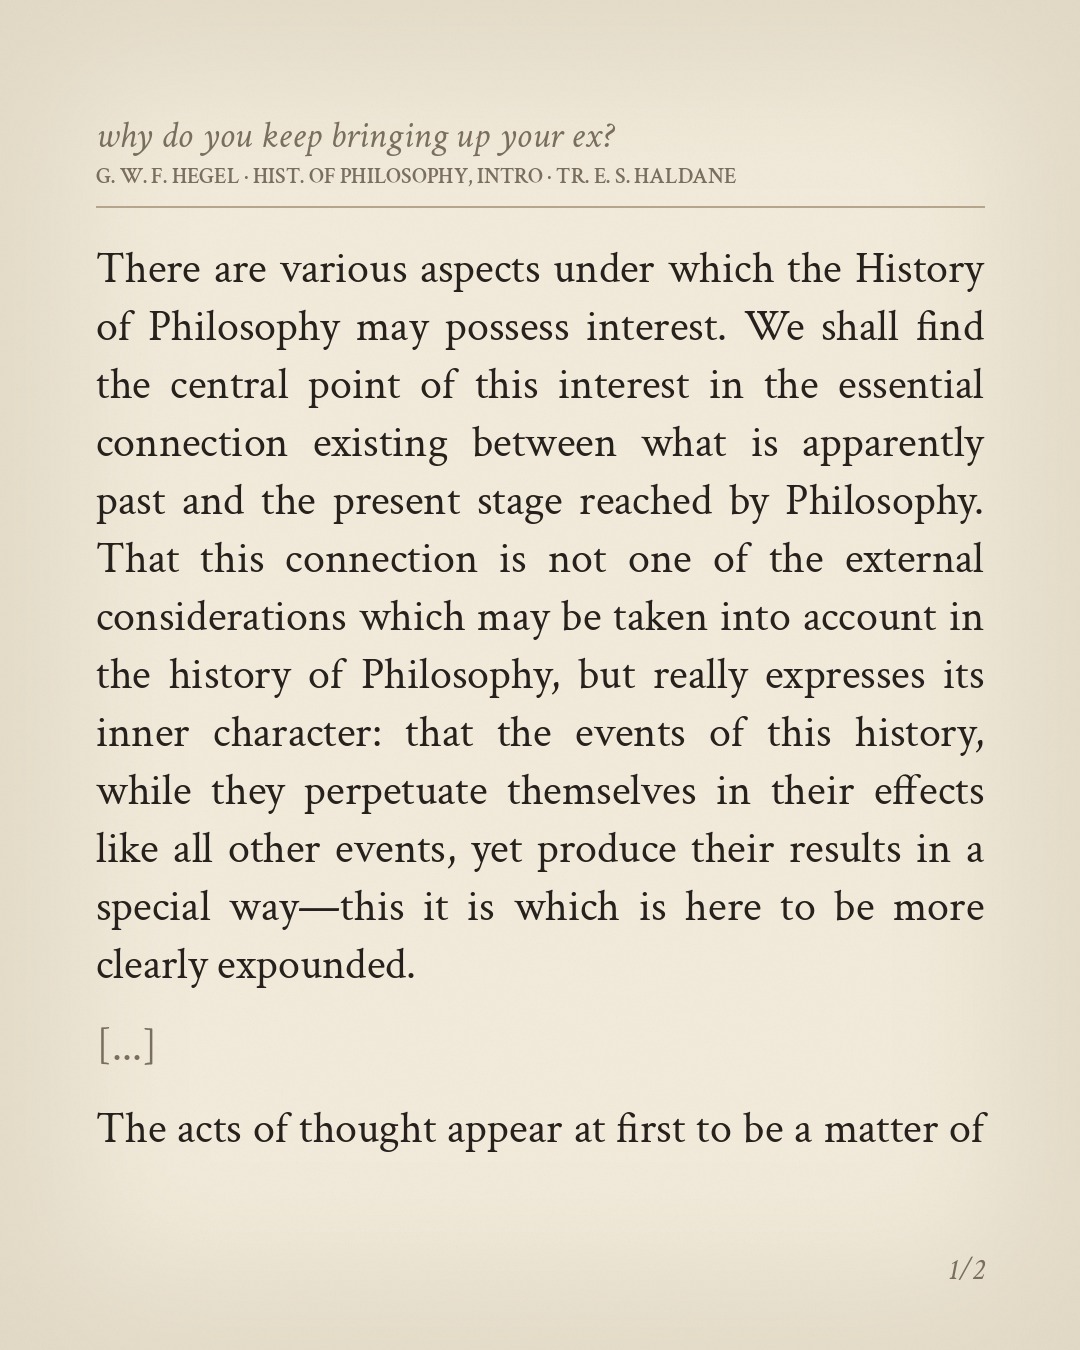 why do you keep bringing up your ex?
G. W. F. HEGEL · HIST. OF PHILOSOPHY, INTRO · TR. E. S. HALDANE
There are various aspects under which the History
of Philosophy may possess interest. We shall find
the central point of this interest in the essential
connection existing between what is apparently
past and the present stage reached by Philosophy.
That this connection is not one of the external
considerations which may be taken into account in
the history of Philosophy, but really expresses its
inner character: that the events of this history,
while they perpetuate themselves in their effects
like all other events, yet produce their results in a
special way—this it is which is here to be more
clearly expounded.
[...]
The acts of thought appear at first to be a matter of
1/2